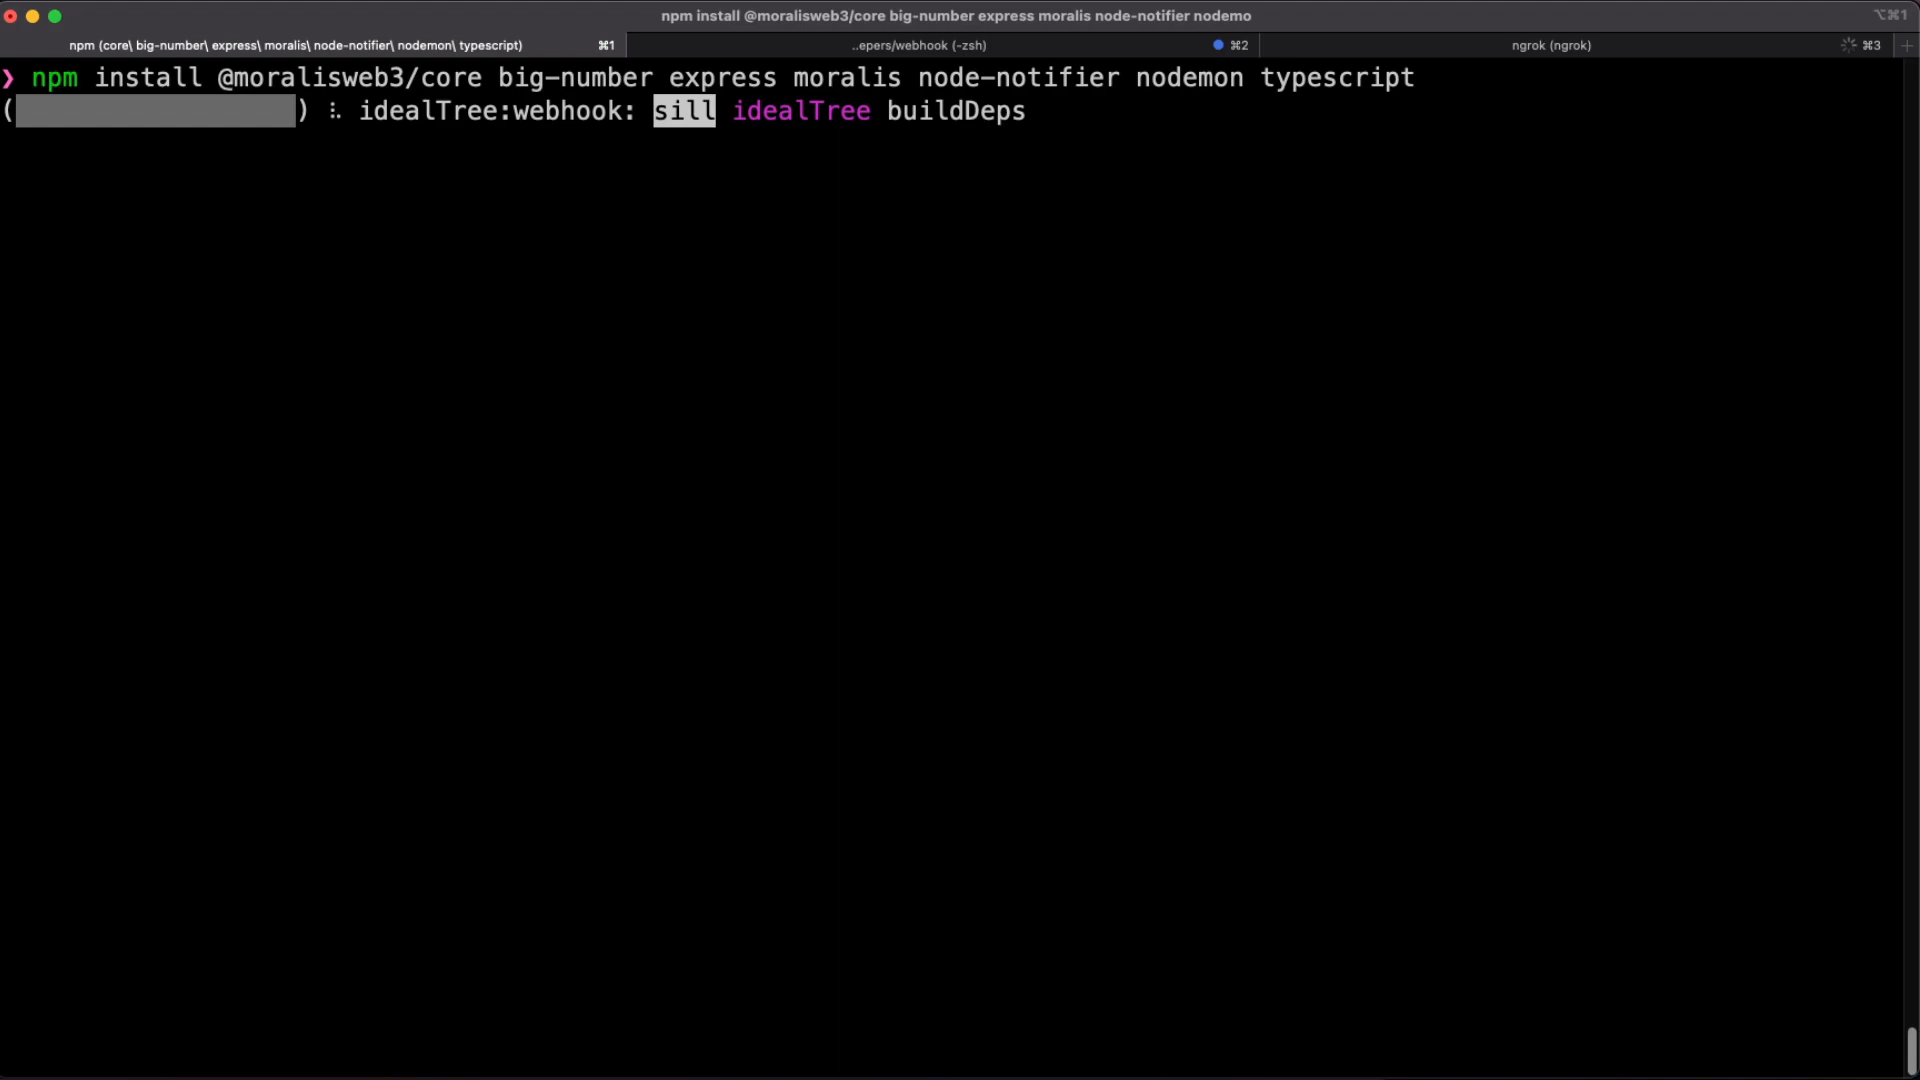 npm install @moralisweb3/core big-number express moralis node-notifier nodemo
⌥⌘1
npm (core\ big-number\ express\ moralis\ node-notifier\ nodemon\ typescript)
⌘1
..epers/webhook (-zsh)
⌘2
ngrok (ngrok)
⌘3
❯ npm install @moralisweb3/core big-number express moralis node-notifier nodemon typescript
( ) ⠧ idealTree:webhook: sill idealTree buildDeps